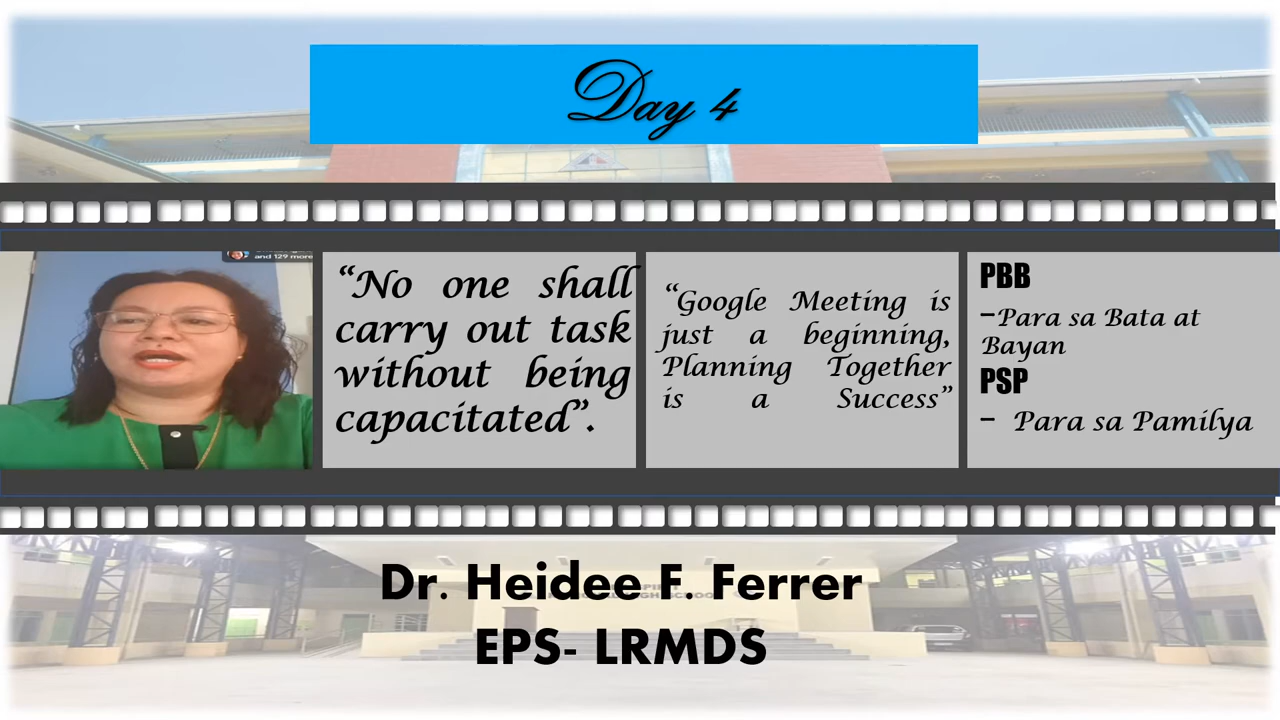 Day 4
and 129 more
“No one shall
carry out task
without being
capacitated”.
“Google Meeting is
just a beginning,
Planning Together
is a Success”
PBB
–Para sa Bata at
Bayan
PSP
– Para sa Pamilya
Dr. Heidee F. Ferrer
EPS- LRMDS